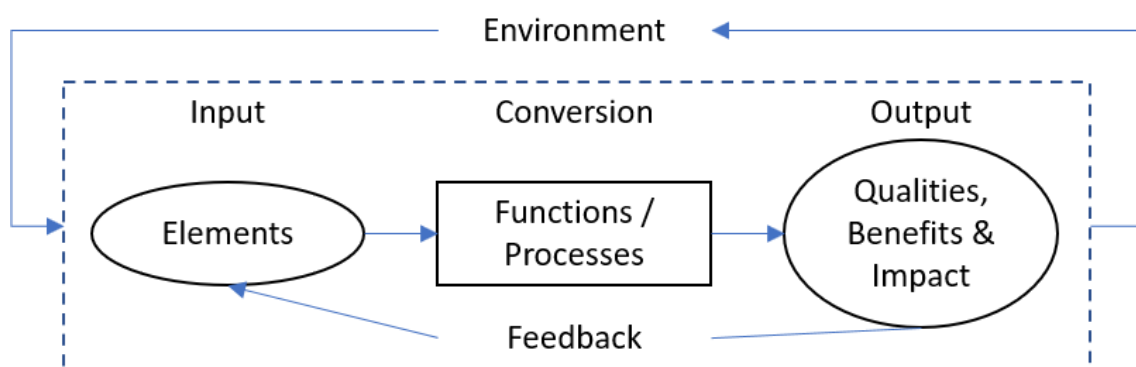 Environment
Input
Conversion
Output
Elements
Functions /
Processes
Qualities,
Benefits &
Impact
Feedback